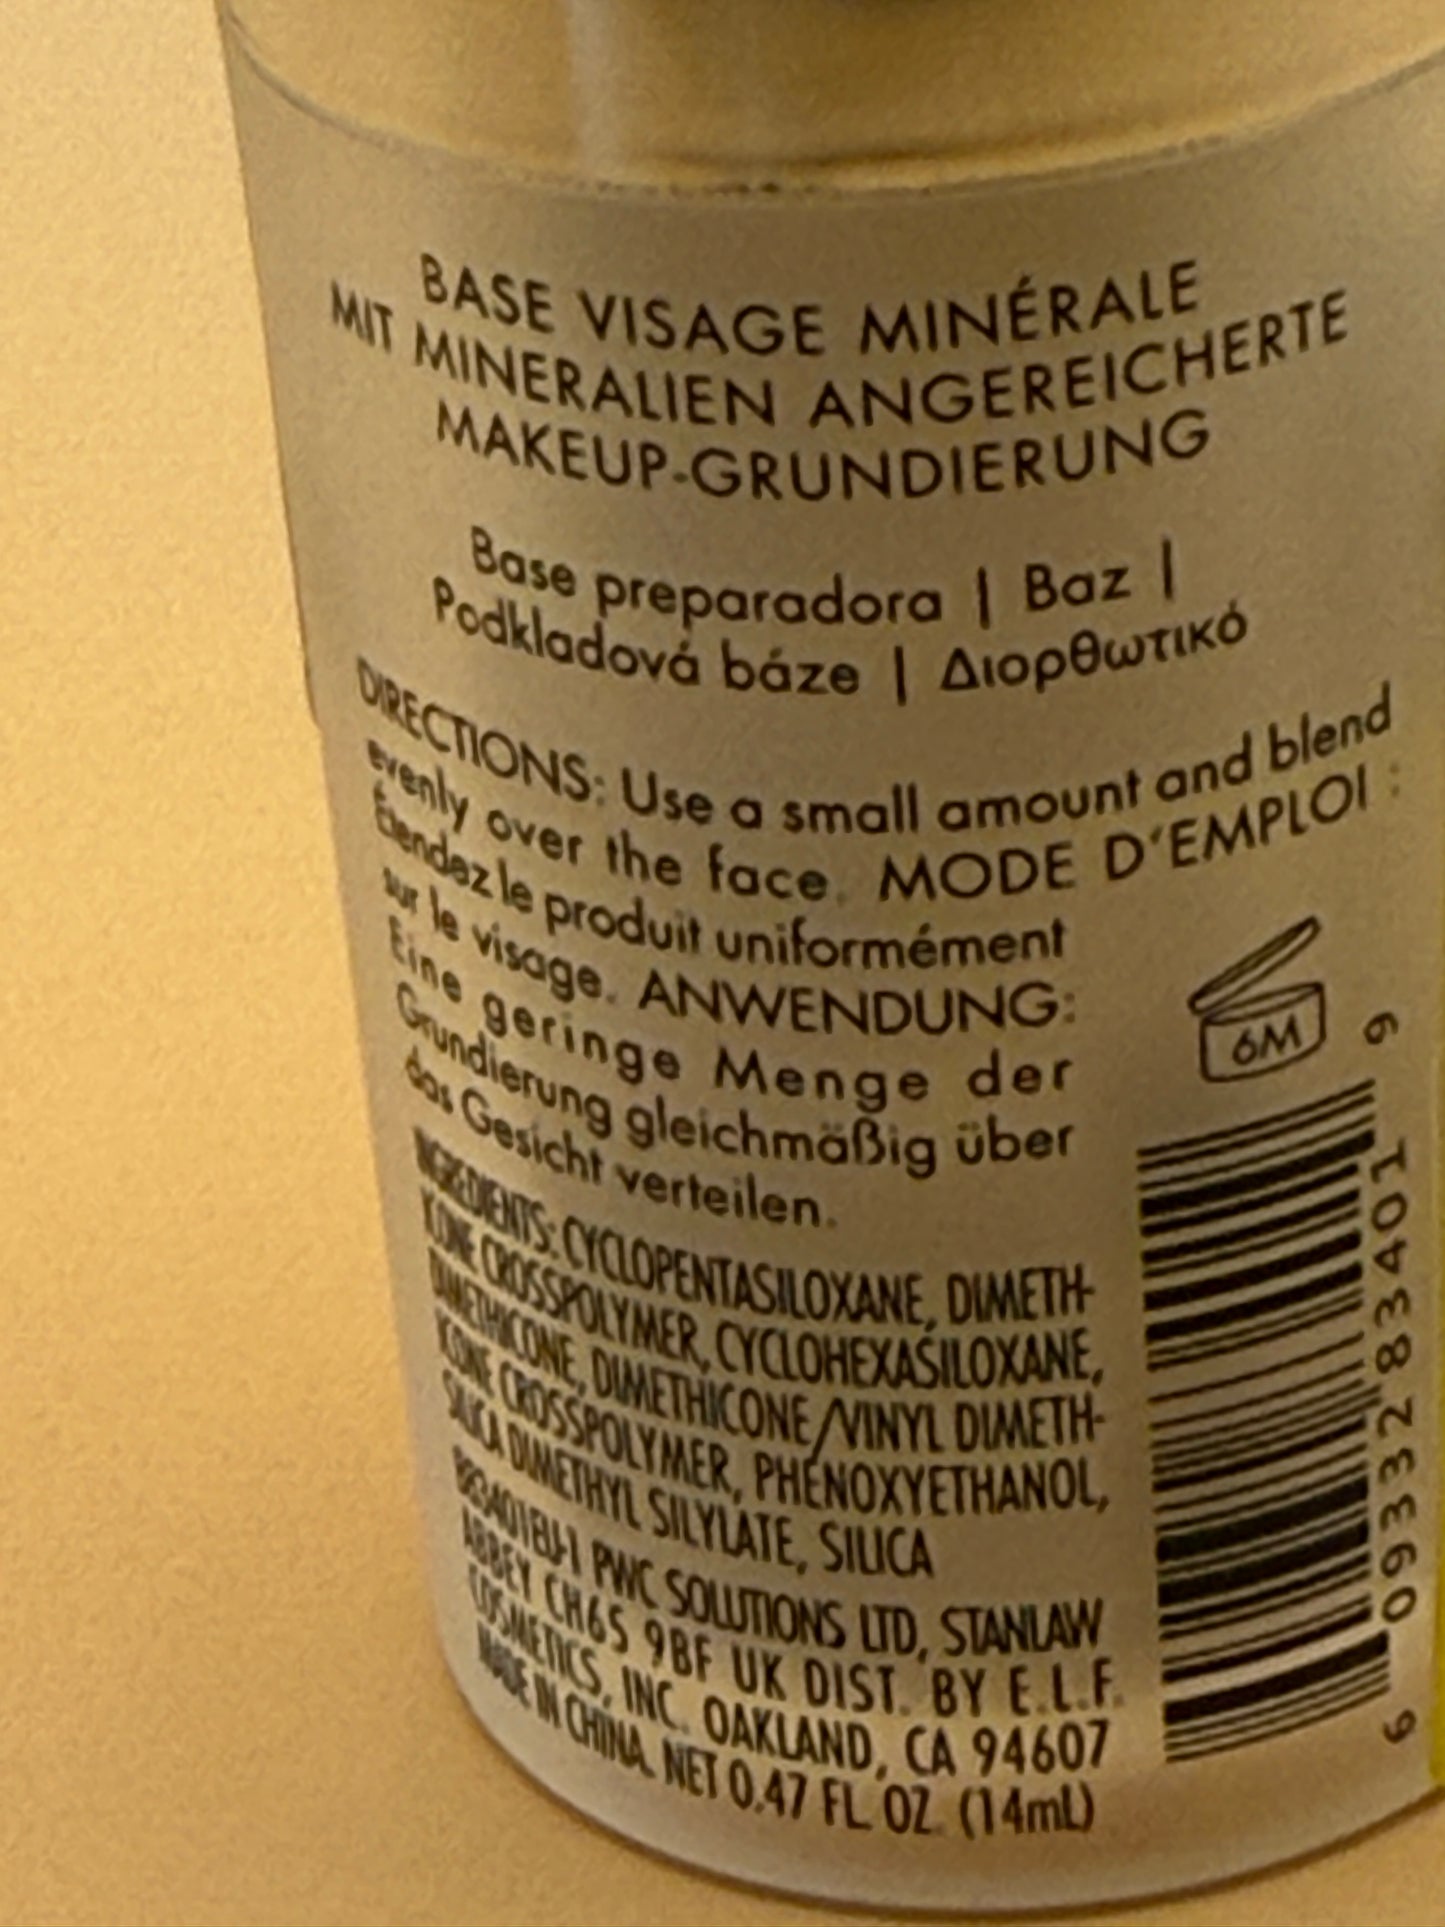 BASE VISAGE MINÉRALE
MIT MINERALIEN ANGEREICHERTE
MAKEUP-GRUNDIERUNG
Base preparadora | Baz |
Podkladová báze | Διορθωτικό
DIRECTIONS: Use a small amount and blend
evenly over the face. MODE D'EMPLOI :
Étendez le produit uniformément
sur le visage. ANWENDUNG:
Eine geringe Menge der
Grundierung gleichmäßig über
das Gesicht verteilen.
INGREDIENTS: CYCLOPENTASILOXANE, DIMETH-
ICONE CROSSPOLYMER, CYCLOHEXASILOXANE,
DIMETHICONE, DIMETHICONE/VINYL DIMETH-
ICONE CROSSPOLYMER, PHENOXYETHANOL,
SILICA DIMETHYL SILYLATE, SILICA
883401EU-1 PWC SOLUTIONS LTD, STANLAW
ABBEY CH65 9BF UK DIST. BY E.L.F.
COSMETICS, INC. OAKLAND, CA 94607
MADE IN CHINA. NET 0.47 FL OZ. (14mL)
6M
6 09332 83401 9